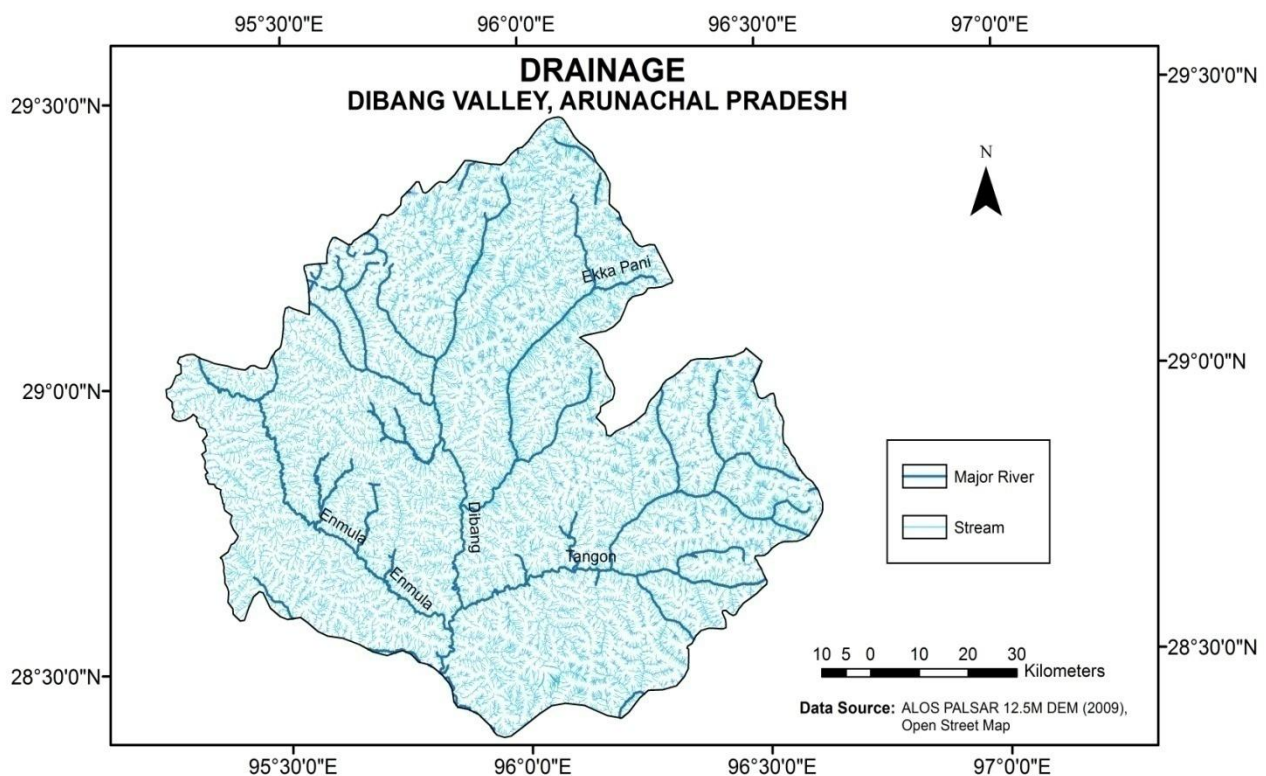 95°30'0"E 96°0'0"E 96°30'0"E 97°0'0"E
DRAINAGE
DIBANG VALLEY, ARUNACHAL PRADESH
29°30'0"N
29°30'0"N
N
Ekka Pani
29°0'0"N
29°0'0"N
Major River
Stream
Enmula
Dibang
Tangon
Enmula
28°30'0"N
28°30'0"N
10 5 0 10 20 30
Kilometers
Data Source: ALOS PALSAR 12.5M DEM (2009),
Open Street Map
95°30'0"E 96°0'0"E 96°30'0"E 97°0'0"E